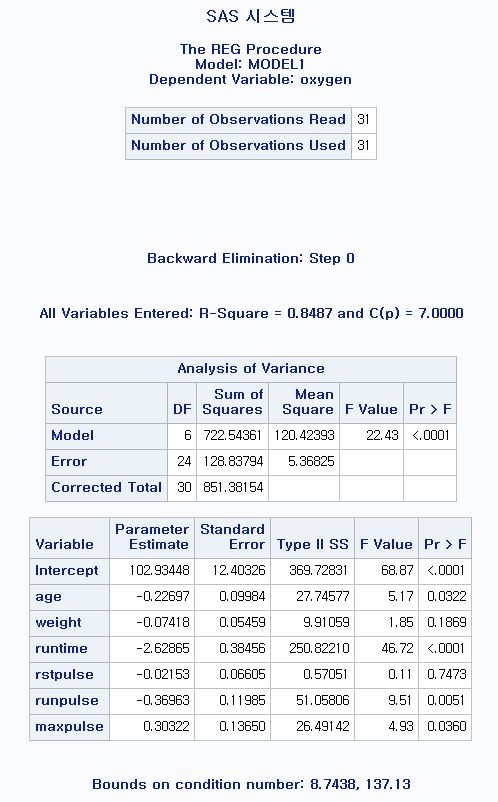 SAS 시스템
The REG Procedure
Model: MODEL1
Dependent Variable: oxygen
Number of Observations Read 31
Number of Observations Used 31
Backward Elimination: Step 0
All Variables Entered: R-Square = 0.8487 and C(p) = 7.0000
Analysis of Variance
Source DF Sum of Squares Mean Square F Value Pr > F
Model 6 722.54361 120.42393 22.43 <.0001
Error 24 128.83794 5.36825
Corrected Total 30 851.38154
Variable Parameter Estimate Standard Error Type II SS F Value Pr > F
Intercept 102.93448 12.40326 369.72831 68.87 <.0001
age -0.22697 0.09984 27.74577 5.17 0.0322
weight -0.07418 0.05459 9.91059 1.85 0.1869
runtime -2.62865 0.38456 250.82210 46.72 <.0001
rstpulse -0.02153 0.06605 0.57051 0.11 0.7473
runpulse -0.36963 0.11985 51.05806 9.51 0.0051
maxpulse 0.30322 0.13650 26.49142 4.93 0.0360
Bounds on condition number: 8.7438, 137.13